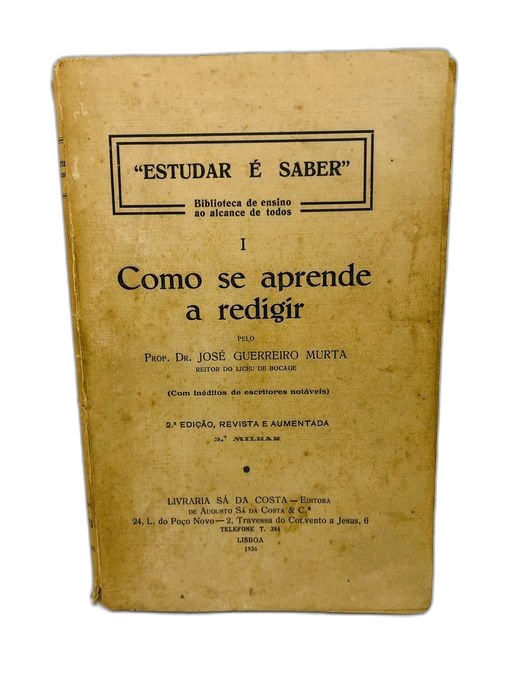 "ESTUDAR É SABER"
Biblioteca de ensino
ao alcance de todos
I
Como se aprende
a redigir
PELO
PROF. DR. JOSÉ GUERREIRO MURTA
REITOR DO LICEU DE BOCAGE
(Com inéditos de escritores notáveis)
2.ª EDIÇÃO, REVISTA E AUMENTADA
3.º MILHAR
LIVRARIA SÁ DA COSTA — EDITORA
DE AUGUSTO SÁ DA COSTA & C.ª
24, L. do Poço Novo — 2, Travessa do Convento a Jesus, 6
TELEFONE T. 384
LISBOA
1926